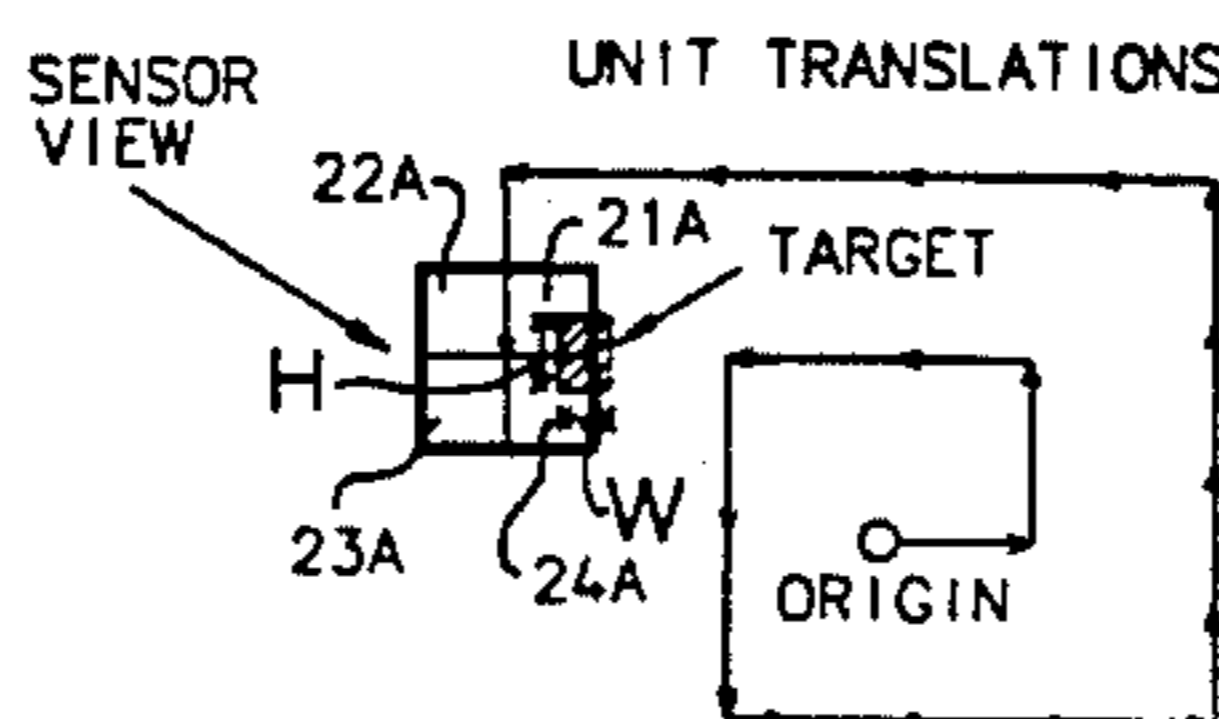 UNIT TRANSLATIONS
SENSOR
VIEW
22A
21A
TARGET
H
W
23A
24A
ORIGIN